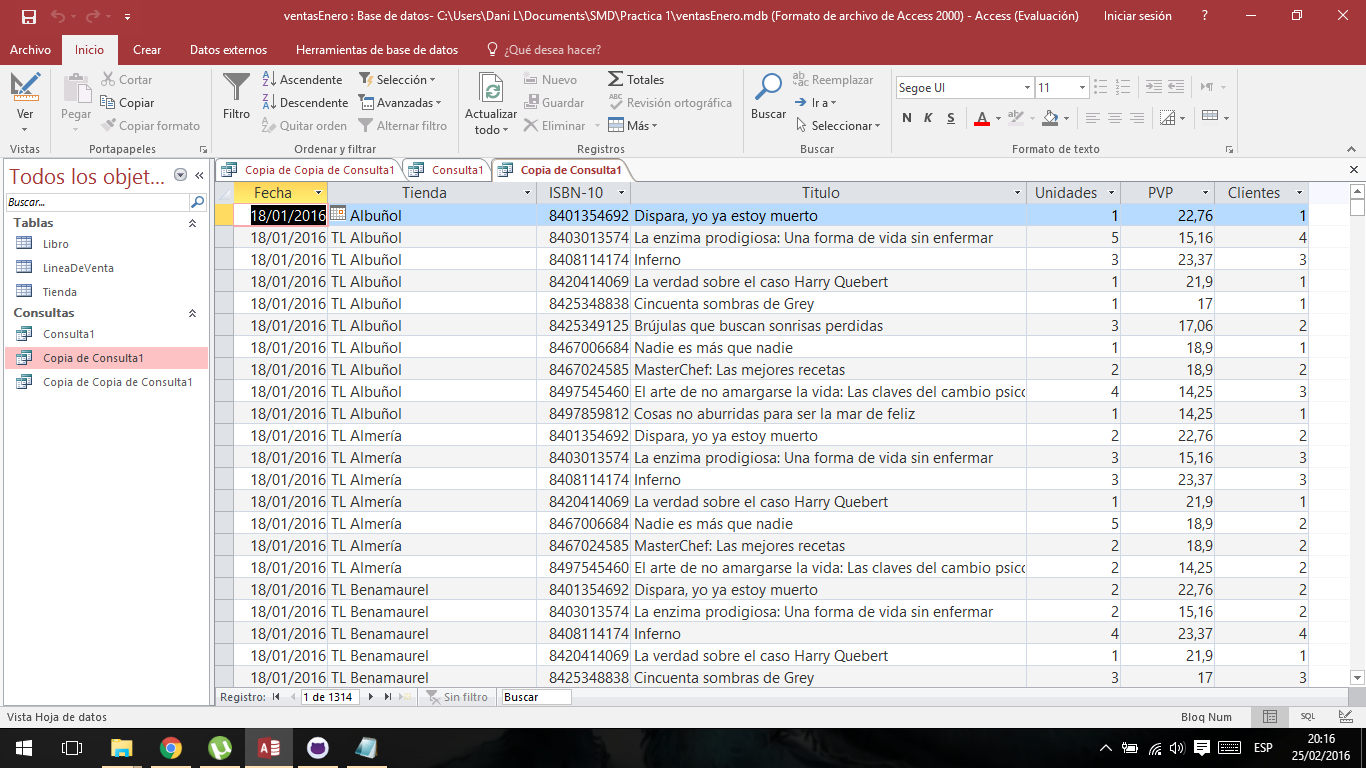 ventasEnero : Base de datos- C:\Users\Dani L\Documents\SMD\Practica 1\ventasEnero.mdb (Formato de archivo de Access 2000) - Access (Evaluación) Iniciar sesión ?
Archivo Inicio Crear Datos externos Herramientas de base de datos ¿Qué desea hacer?
Ver
Vistas
Pegar
Cortar
Copiar
Copiar formato
Portapapeles
Filtro
Ascendente
Descendente
Quitar orden
Selección
Avanzadas
Alternar filtro
Ordenar y filtrar
Actualizar
todo
Nuevo
Guardar
Eliminar
Totales
Revisión ortográfica
Más
Registros
Buscar
Reemplazar
Ir a
Seleccionar
Buscar
Segoe UI 11
N K S A
Formato de texto
Todos los objet...
Buscar...
Tablas
Libro
LineaDeVenta
Tienda
Consultas
Consulta1
Copia de Consulta1
Copia de Copia de Consulta1
Copia de Copia de Consulta1 Consulta1 Copia de Consulta1
Fecha Tienda ISBN-10 Titulo Unidades PVP Clientes
18/01/2016 Albuñol 8401354692 Dispara, yo ya estoy muerto 1 22,76 1
18/01/2016 TL Albuñol 8403013574 La enzima prodigiosa: Una forma de vida sin enfermar 5 15,16 4
18/01/2016 TL Albuñol 8408114174 Inferno 3 23,37 3
18/01/2016 TL Albuñol 8420414069 La verdad sobre el caso Harry Quebert 1 21,9 1
18/01/2016 TL Albuñol 8425348838 Cincuenta sombras de Grey 1 17 1
18/01/2016 TL Albuñol 8425349125 Brújulas que buscan sonrisas perdidas 3 17,06 2
18/01/2016 TL Albuñol 8467006684 Nadie es más que nadie 1 18,9 1
18/01/2016 TL Albuñol 8467024585 MasterChef: Las mejores recetas 2 18,9 2
18/01/2016 TL Albuñol 8497545460 El arte de no amargarse la vida: Las claves del cambio psico 4 14,25 3
18/01/2016 TL Albuñol 8497859812 Cosas no aburridas para ser la mar de feliz 1 14,25 1
18/01/2016 TL Almería 8401354692 Dispara, yo ya estoy muerto 2 22,76 2
18/01/2016 TL Almería 8403013574 La enzima prodigiosa: Una forma de vida sin enfermar 3 15,16 3
18/01/2016 TL Almería 8408114174 Inferno 3 23,37 3
18/01/2016 TL Almería 8420414069 La verdad sobre el caso Harry Quebert 1 21,9 1
18/01/2016 TL Almería 8467006684 Nadie es más que nadie 5 18,9 2
18/01/2016 TL Almería 8467024585 MasterChef: Las mejores recetas 2 18,9 2
18/01/2016 TL Almería 8497545460 El arte de no amargarse la vida: Las claves del cambio psico 2 14,25 2
18/01/2016 TL Benamaurel 8401354692 Dispara, yo ya estoy muerto 2 22,76 2
18/01/2016 TL Benamaurel 8403013574 La enzima prodigiosa: Una forma de vida sin enfermar 2 15,16 2
18/01/2016 TL Benamaurel 8408114174 Inferno 4 23,37 4
18/01/2016 TL Benamaurel 8420414069 La verdad sobre el caso Harry Quebert 1 21,9 1
18/01/2016 TL Benamaurel 8425348838 Cincuenta sombras de Grey 3 17 3
Registro: 1 de 1314 Sin filtro Buscar
Vista Hoja de datos Bloq Num SQL
ESP 20:16
25/02/2016